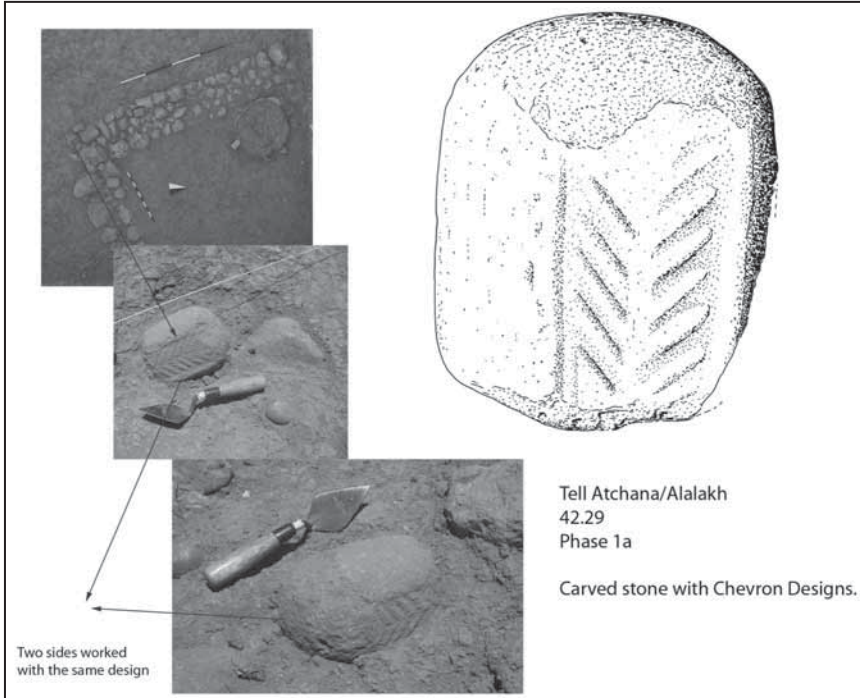 Tell Atchana/Alalakh
42.29
Phase 1a
Carved stone with Chevron Designs.
Two sides worked
with the same design